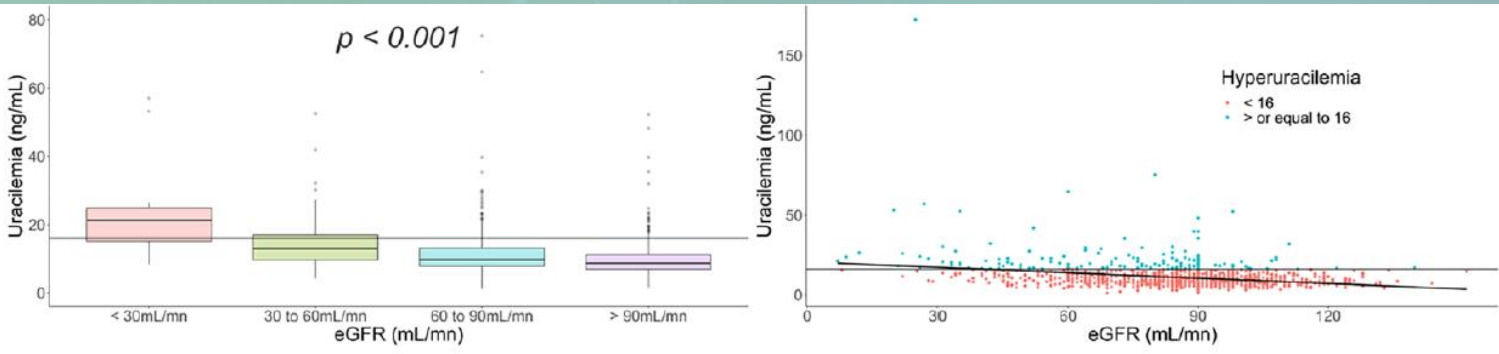 p < 0.001
Uracilemia (ng/mL)
80
60
40
20
0
< 30mL/mn
30 to 60mL/mn
60 to 90mL/mn
> 90mL/mn
eGFR (mL/mn)
Uracilemia (ng/mL)
150
100
50
0
Hyperuracilemia
< 16
> or equal to 16
0
30
60
90
120
eGFR (mL/mn)